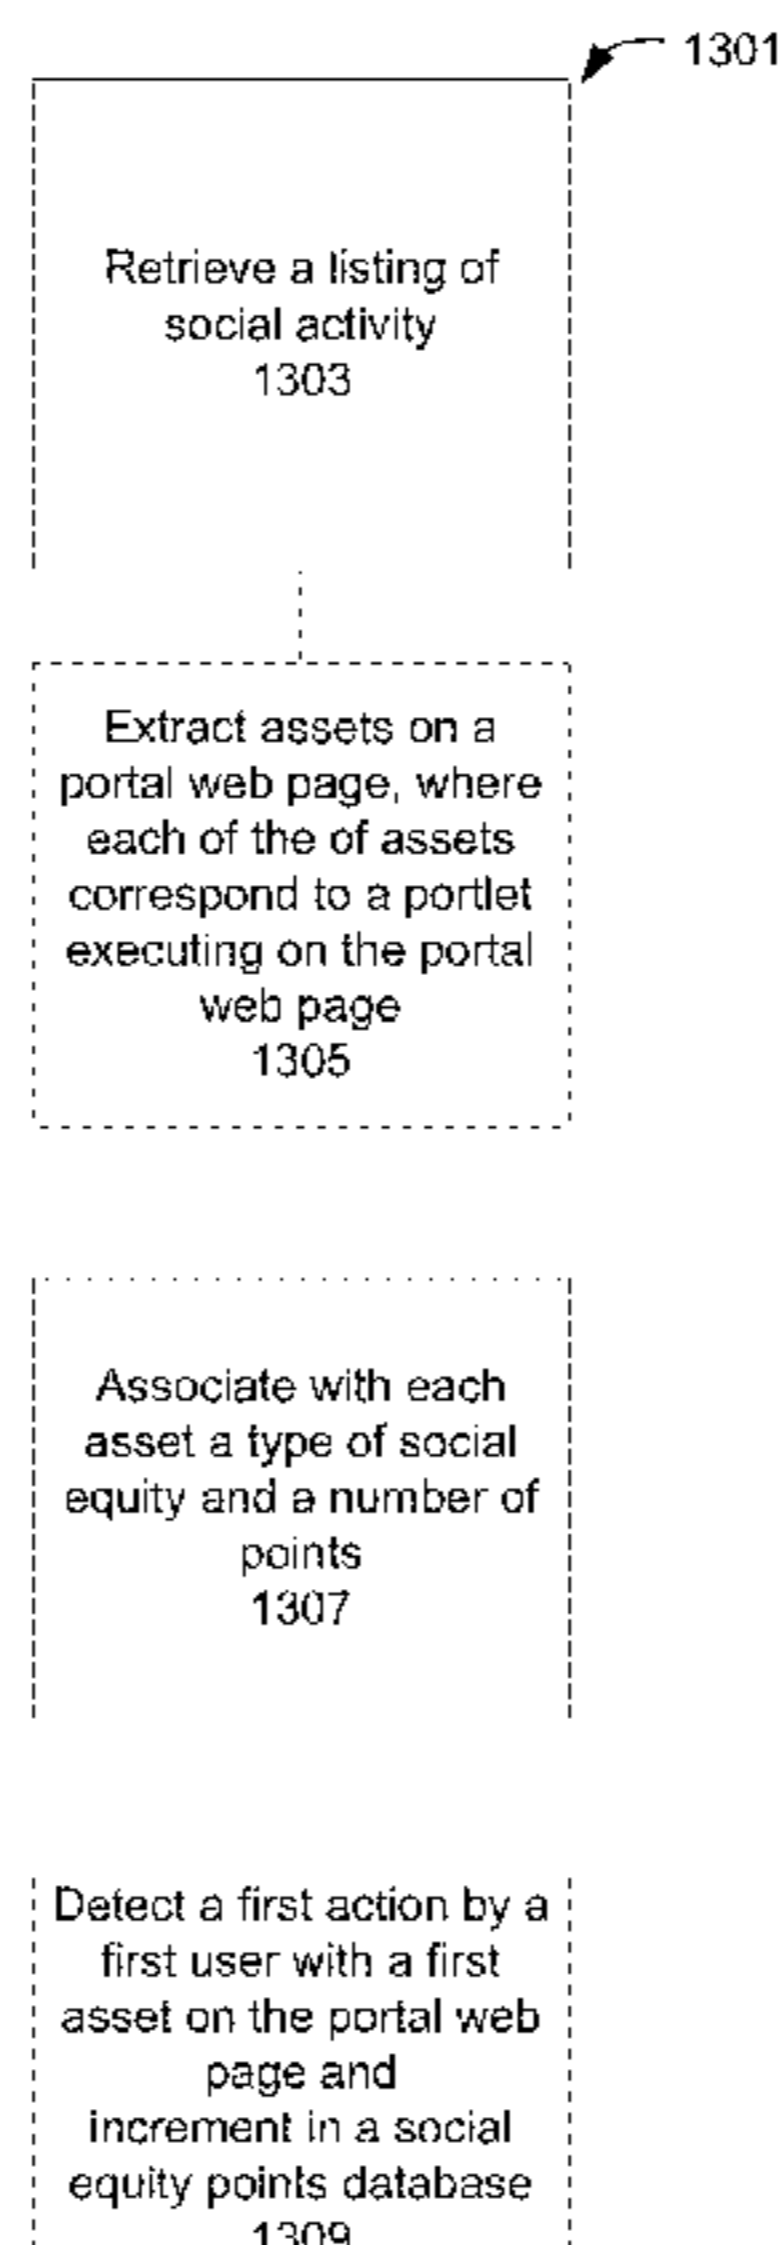 1301
Retrieve a listing of
social activity
1303
Extract assets on a
portal web page, where
each of the of assets
correspond to a portlet
executing on the portal
web page
1305
Associate with each
asset a type of social
equity and a number of
points
1307
Detect a first action by a
first user with a first
asset on the portal web
page and
increment in a social
equity points database
1309